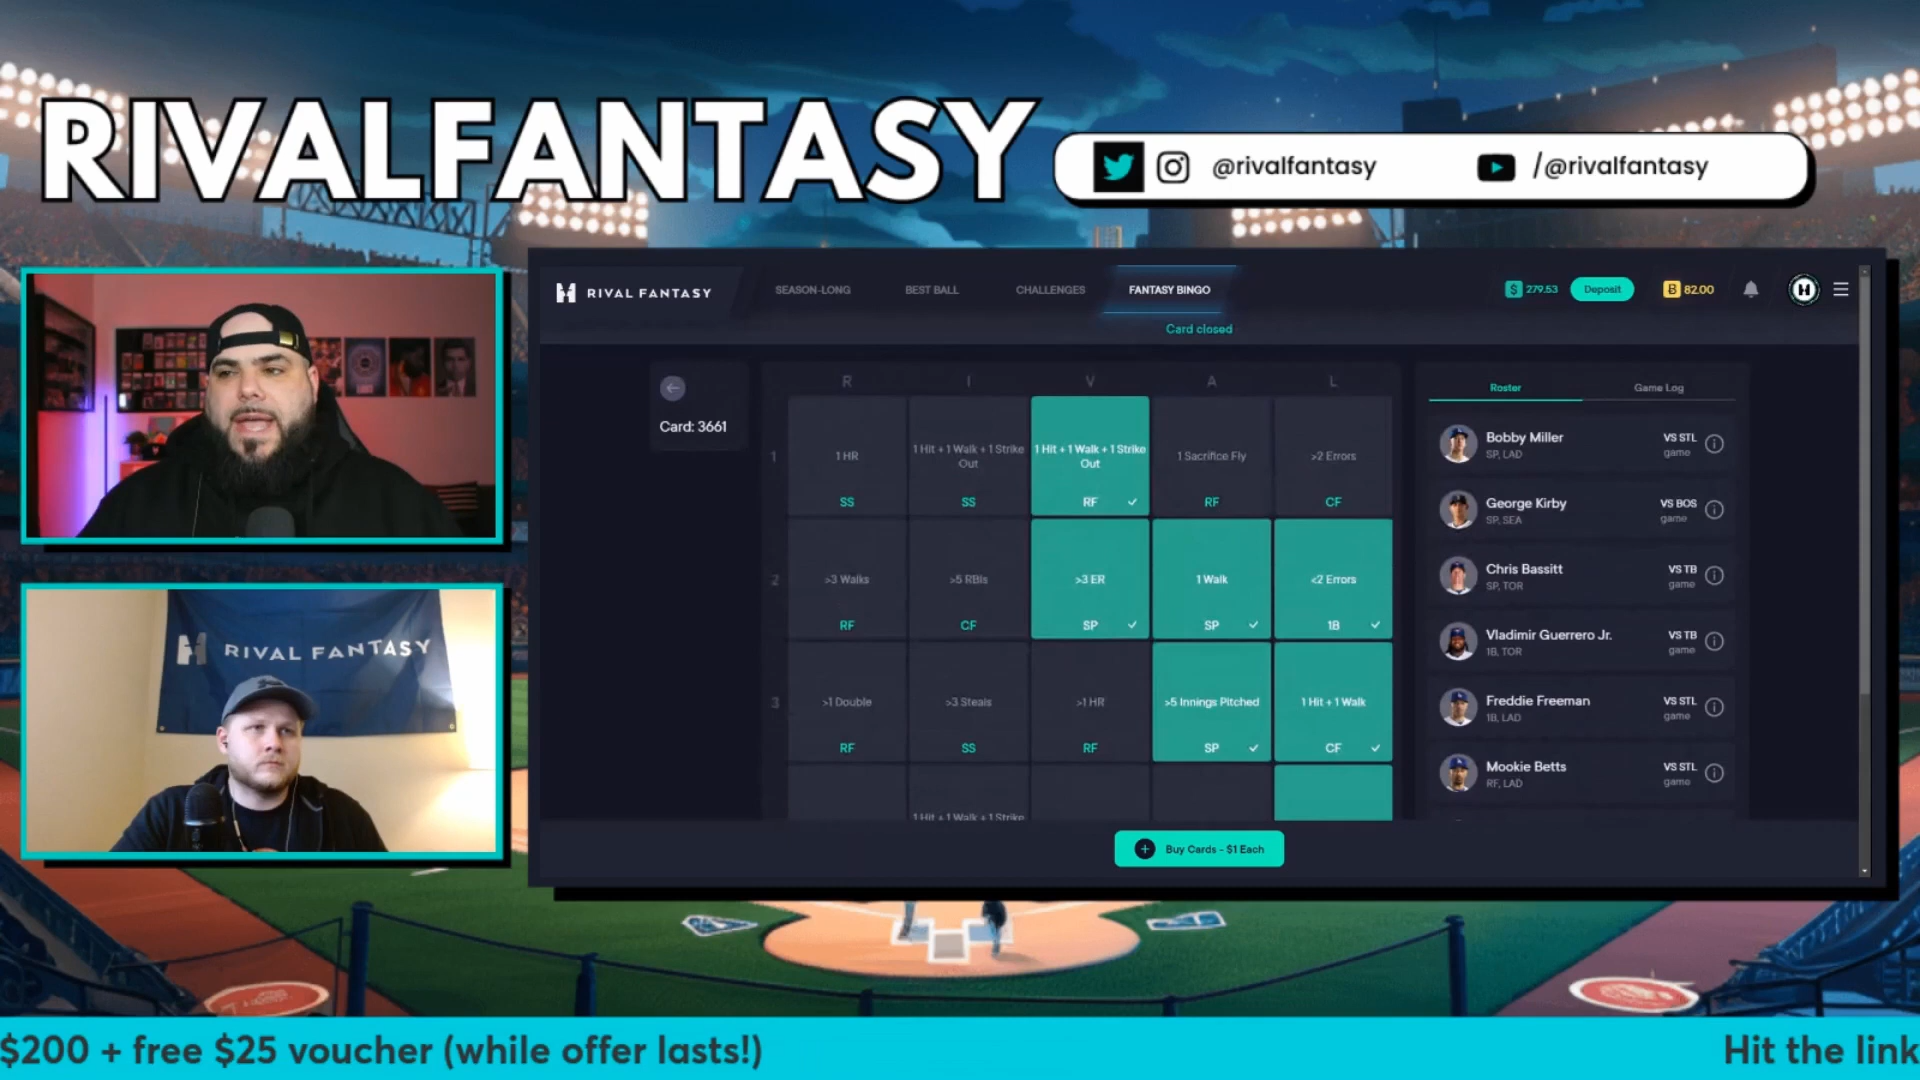 RIVALFANTASY
@rivalfantasy
/@rivalfantasy
RIVAL FANTASY
SEASON-LONG
BEST BALL
CHALLENGES
FANTASY BINGO
$ 279.53
Deposit
B 82.00
Card closed
Card: 3661
R I V A L
1
1 HR
SS
1 Hit + 1 Walk + 1 Strike
Out
SS
1 Hit + 1 Walk + 1 Strike
Out
RF
1 Sacrifice Fly
RF
>2 Errors
CF
2
>3 Walks
RF
>5 RBIs
CF
>3 ER
SP
1 Walk
SP
<2 Errors
1B
3
>1 Double
RF
>3 Steals
SS
>1 HR
RF
>5 Innings Pitched
SP
1 Hit + 1 Walk
CF
1 Hit + 1 Walk + 1 Strike
Roster
Game Log
Bobby Miller
SP, LAD
VS STL
game
George Kirby
SP, SEA
VS BOS
game
Chris Bassitt
SP, TOR
VS TB
game
Vladimir Guerrero Jr.
1B, TOR
VS TB
game
Freddie Freeman
1B, LAD
VS STL
game
Mookie Betts
RF, LAD
VS STL
game
Buy Cards - $1 Each
RIVAL FANTASY
$200 + free $25 voucher (while offer lasts!)
Hit the link